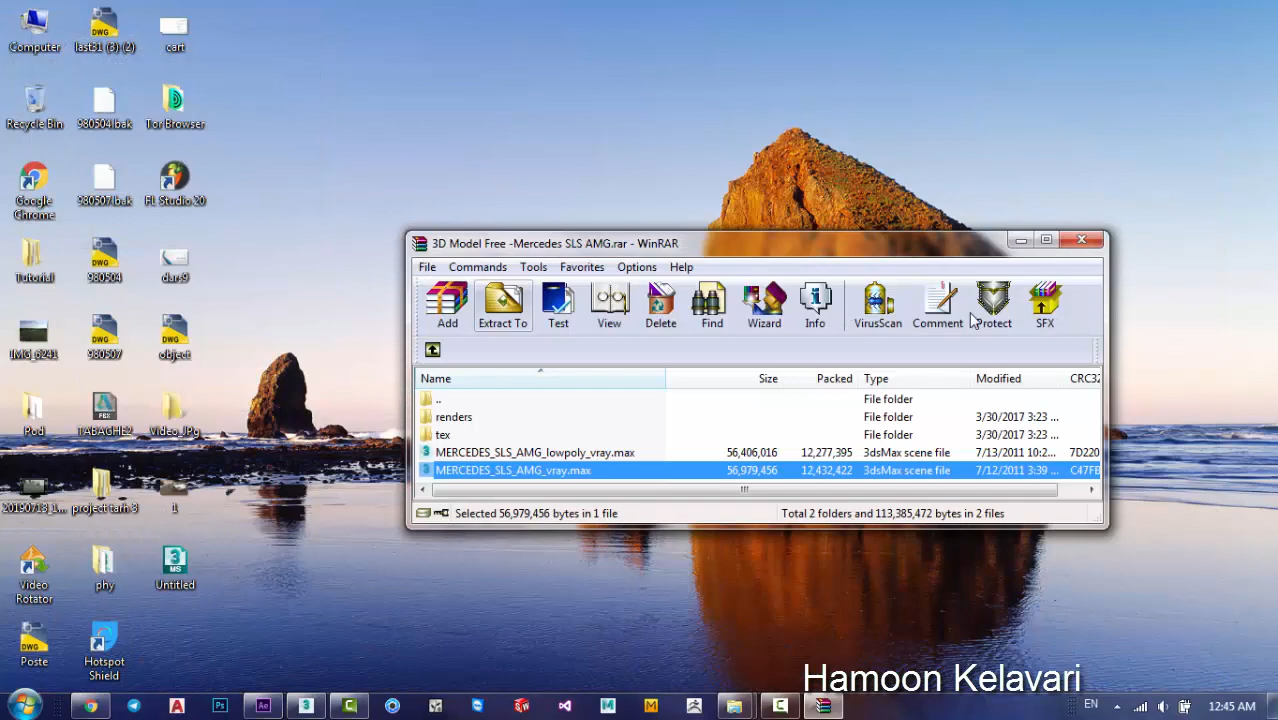 Computer
last31 (3) (2)
cart
Recycle Bin
980504l.bak
Tor Browser
Google Chrome
980507l.bak
FL Studio 20
Tutorial
980504
dars9
IMG_6241
980507
object
Pod
TABAGHE2
Video_JPg
20190713_1...
project tarh 3
1
Video Rotator
phy
Untitled
Poste
Hotspot Shield
3D Model Free -Mercedes SLS AMG.rar - WinRAR
File Commands Tools Favorites Options Help
Add Extract To Test View Delete Find Wizard Info VirusScan Comment Protect SFX
Name Size Packed Type Modified CRC32
.. File folder
renders File folder 3/30/2017 3:23 ...
tex File folder 3/30/2017 3:23 ...
MERCEDES_SLS_AMG_lowpoly_vray.max 56,406,016 12,277,395 3dsMax scene file 7/13/2011 10:2... 7D220
MERCEDES_SLS_AMG_vray.max 56,979,456 12,432,422 3dsMax scene file 7/12/2011 3:39 ... C47FB
Selected 56,979,456 bytes in 1 file Total 2 folders and 113,385,472 bytes in 2 files
Hamoon Kelavari
EN 12:45 AM